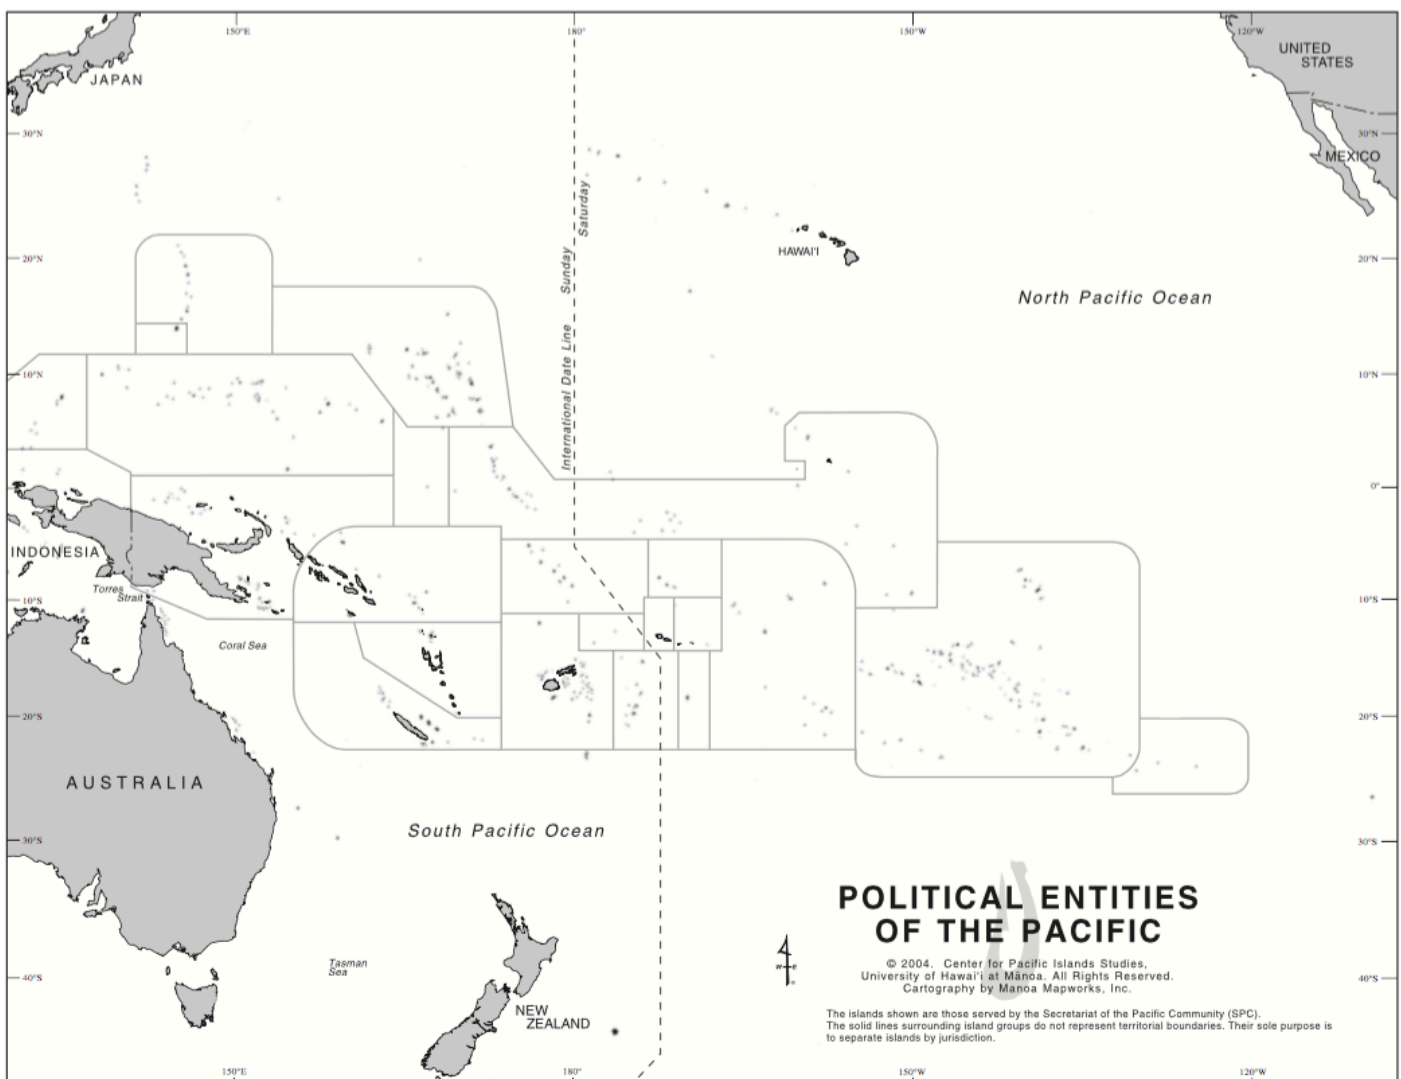 150°E
180°
150°W
120°W
UNITED
STATES
JAPAN
30°N
30°N
MEXICO
Saturday
Sunday
HAWAI'I
20°N
20°N
North Pacific Ocean
International Date Line
10°N
10°N
0°
INDONESIA
Torres
Strait
10°S
10°S
Coral Sea
20°S
20°S
AUSTRALIA
South Pacific Ocean
30°S
30°S
POLITICAL ENTITIES
OF THE PACIFIC
© 2004. Center for Pacific Islands Studies,
University of Hawai'i at Mānoa. All Rights Reserved.
Cartography by Manoa Mapworks, Inc.
W E
Tasman
Sea
40°S
40°S
NEW
ZEALAND
The islands shown are those served by the Secretariat of the Pacific Community (SPC).
The solid lines surrounding island groups do not represent territorial boundaries. Their sole purpose is
to separate islands by jurisdiction.
150°E
180°
150°W
120°W